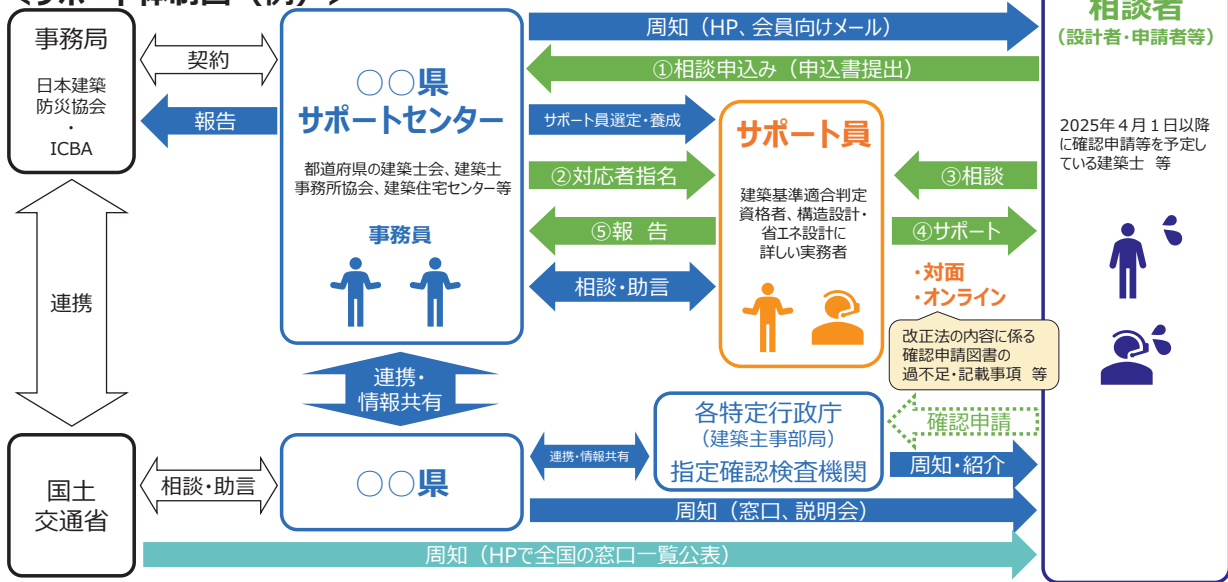 ＜サポート体制図（例）＞
事務局
日本建築
防災協会
・
ICBA
契約
報告
○○県
サポートセンター
都道府県の建築士会、建築士
事務所協会、建築住宅センター等
事務員
周知（HP、会員向けメール）
①相談申込み（申込書提出）
サポート員選定・養成
②対応者指名
⑤報 告
相談・助言
サポート員
建築基準適合判定
資格者、構造設計・
省エネ設計に
詳しい実務者
③相談
④サポート
・対面
・オンライン
改正法の内容に係る
確認申請図書の
過不足・記載事項 等
相談者
（設計者・申請者等）
2025年４月１日以降
に確認申請等を予定し
ている建築士 等
連携
連携・
情報共有
国土
交通省
相談・助言
○○県
連携・情報共有
各特定行政庁
（建築主事部局）
指定確認検査機関
確認申請
周知・紹介
周知（窓口、説明会）
周知（HPで全国の窓口一覧公表）